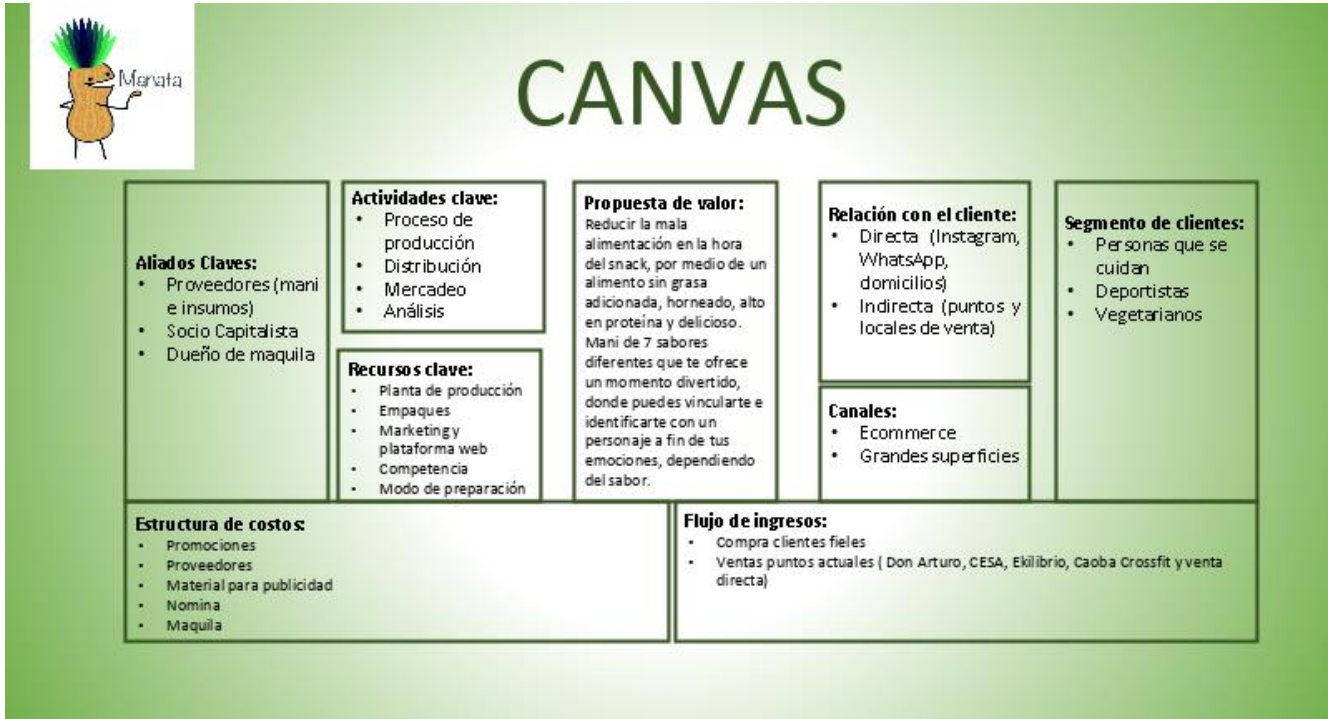 Manata
CANVAS
Aliados Claves:
• Proveedores (mani
e insumos)
• Socio Capitalista
• Dueño de maquila
Actividades clave:
• Proceso de
producción
• Distribución
• Mercadeo
• Análisis
Recursos clave:
• Planta de producción
• Empaques
• Marketing y
plataforma web
• Competencia
• Modo de preparación
Propuesta de valor:
Reducir la mala
alimentación en la hora
del snack, por medio de un
alimento sin grasa
adicionada, horneado, alto
en proteína y delicioso.
Mani de 7 sabores
diferentes que te ofrece
un momento divertido,
donde puedes vincularte e
identificarte con un
personaje a fin de tus
emociones, dependiendo
del sabor.
Relación con el cliente:
• Directa (Instagram,
WhatsApp,
domicilios)
• Indirecta (puntos y
locales de venta)
Canales:
• Ecommerce
• Grandes superficies
Segmento de clientes:
• Personas que se
cuidan
• Deportistas
• Vegetarianos
Estructura de costos:
• Promociones
• Proveedores
• Material para publicidad
• Nomina
• Maquila
Flujo de ingresos:
• Compra clientes fieles
• Ventas puntos actuales ( Don Arturo, CESA, Ekilibrio, Caoba Crossfit y venta
directa)